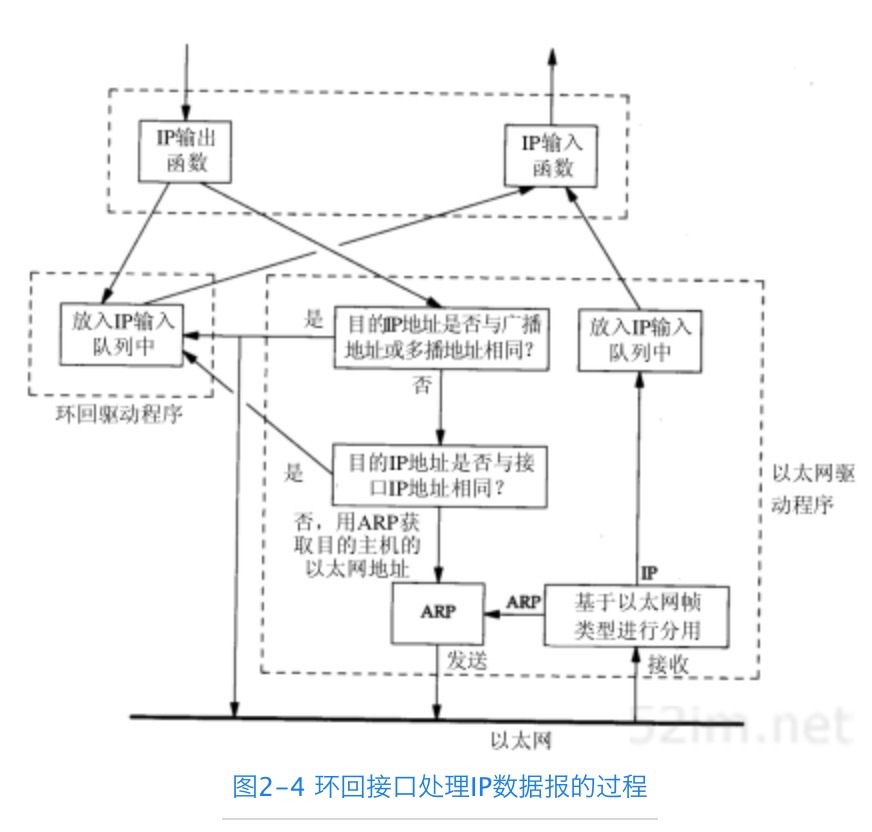 IP输出
函数
IP输入
函数
放入IP输入
队列中
是
目的IP地址是否与广播
地址或多播地址相同？
放入IP输入
队列中
环回驱动程序
否
是
目的IP地址是否与接
口IP地址相同？
以太网驱
动程序
否，用ARP获
取目的主机的
以太网地址
ARP
ARP
IP
基于以太网帧
类型进行分用
发送
接收
以太网
52im.net
图2-4 环回接口处理IP数据报的过程